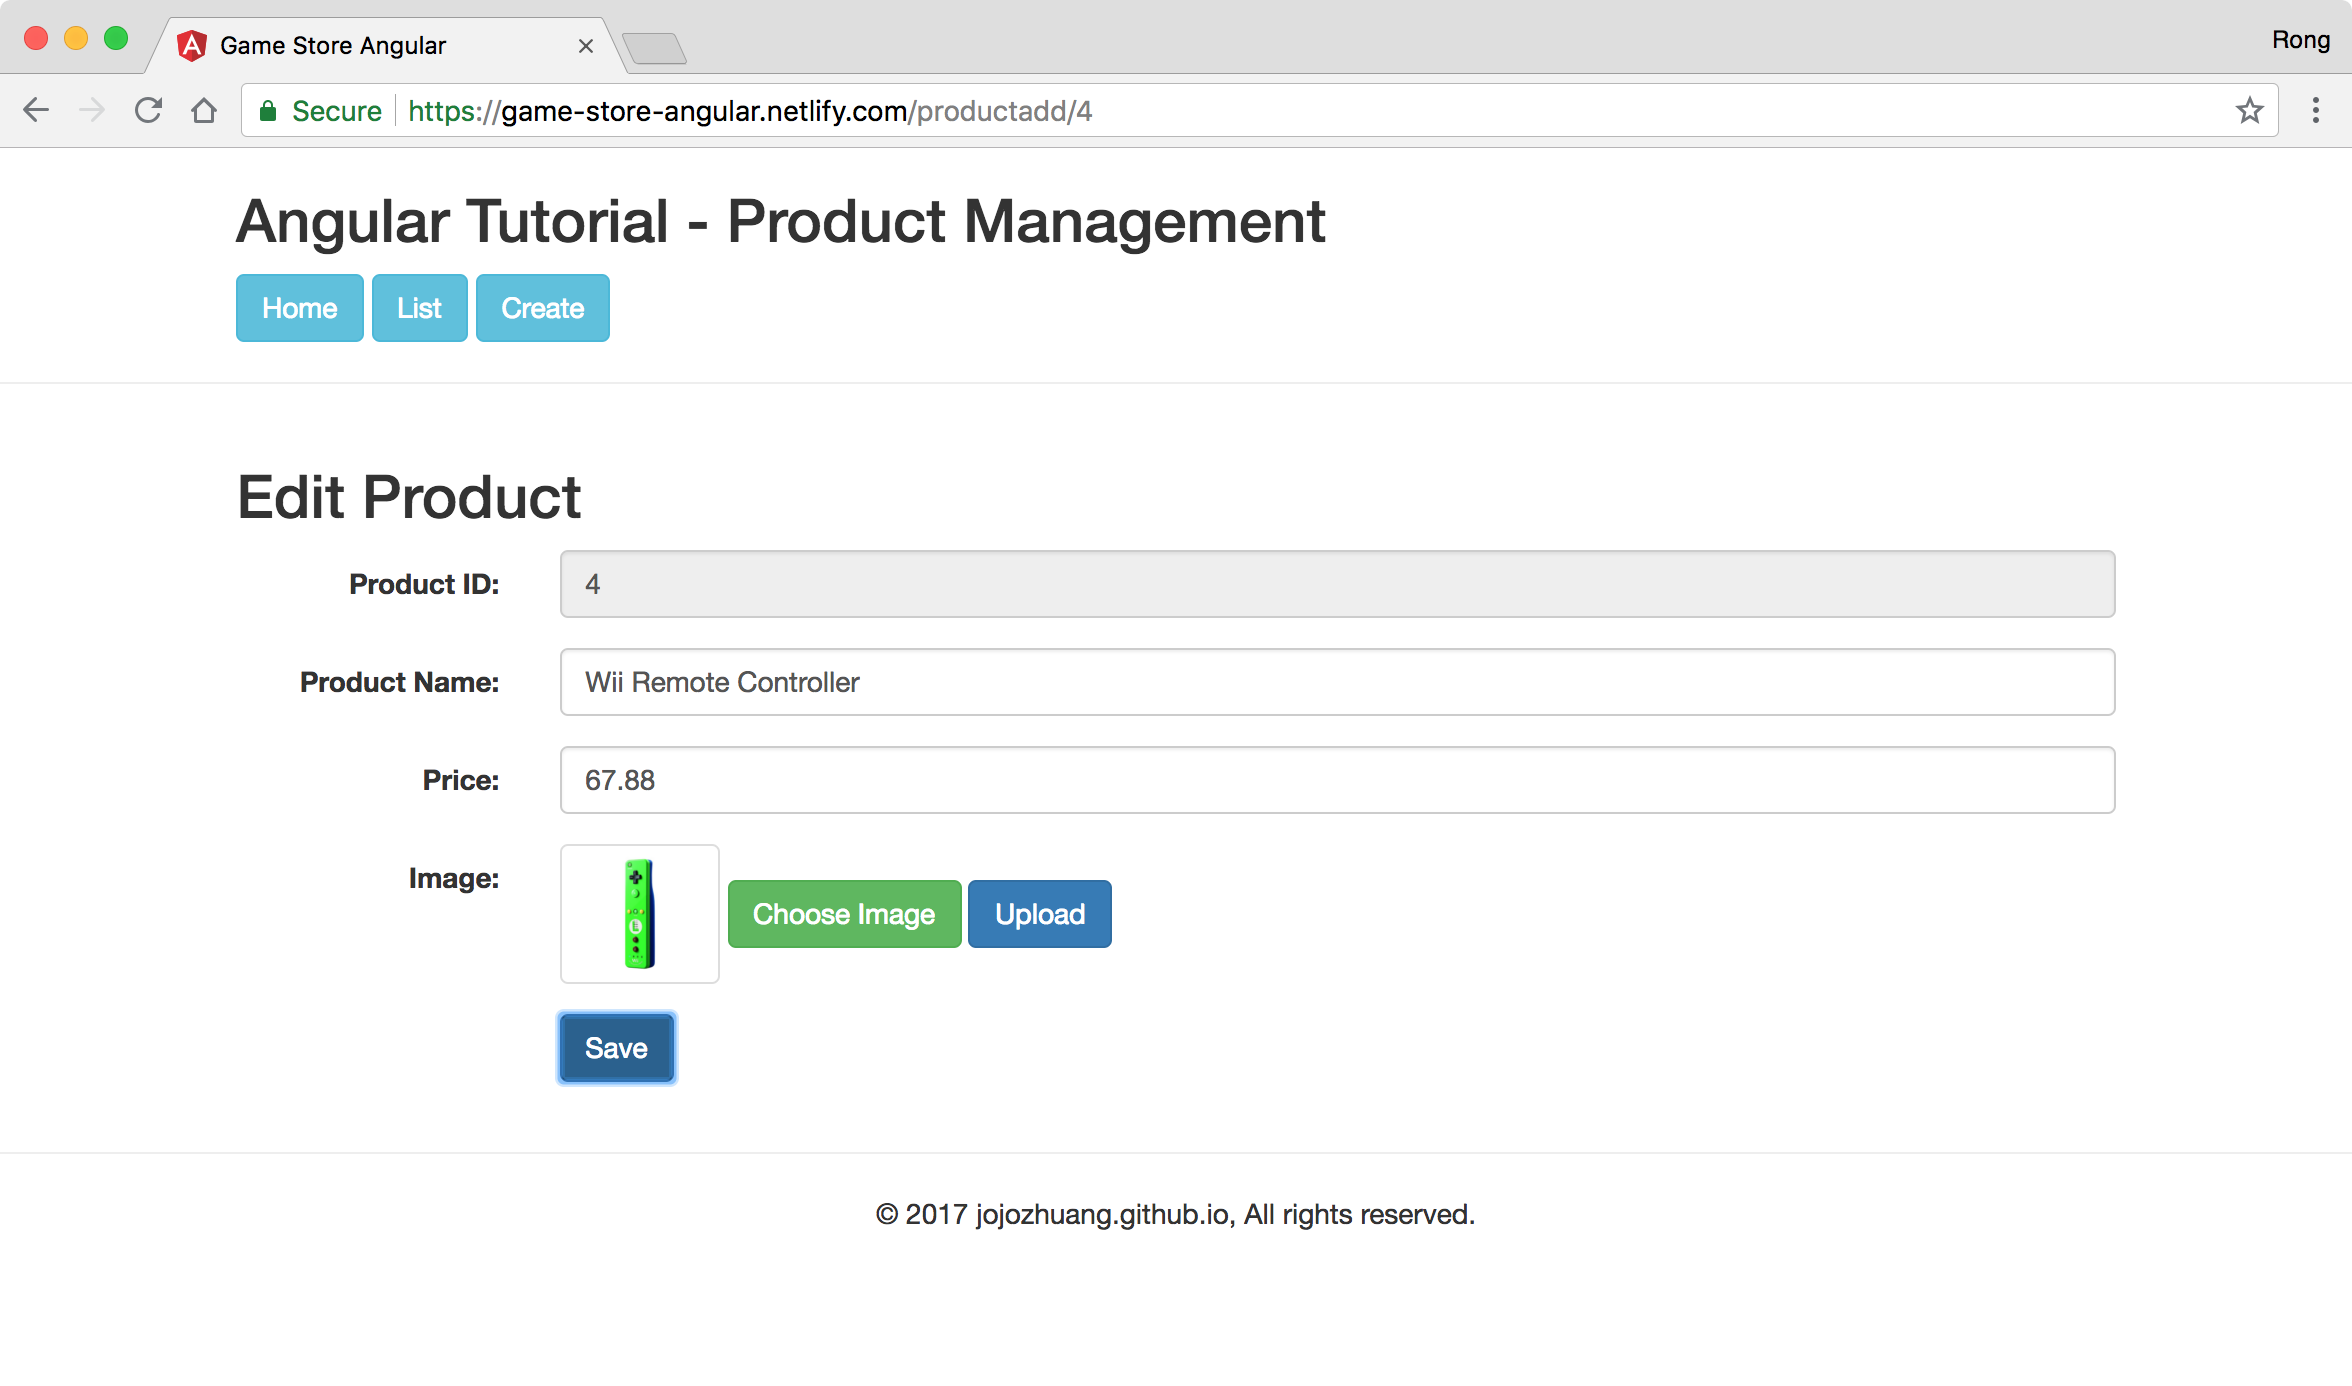 Game Store Angular
Rong
Secure https://game-store-angular.netlify.com/productadd/4
Angular Tutorial - Product Management
Home List Create
Edit Product
Product ID: 4
Product Name: Wii Remote Controller
Price: 67.88
Image: Choose Image Upload
Save
© 2017 jojozhuang.github.io, All rights reserved.